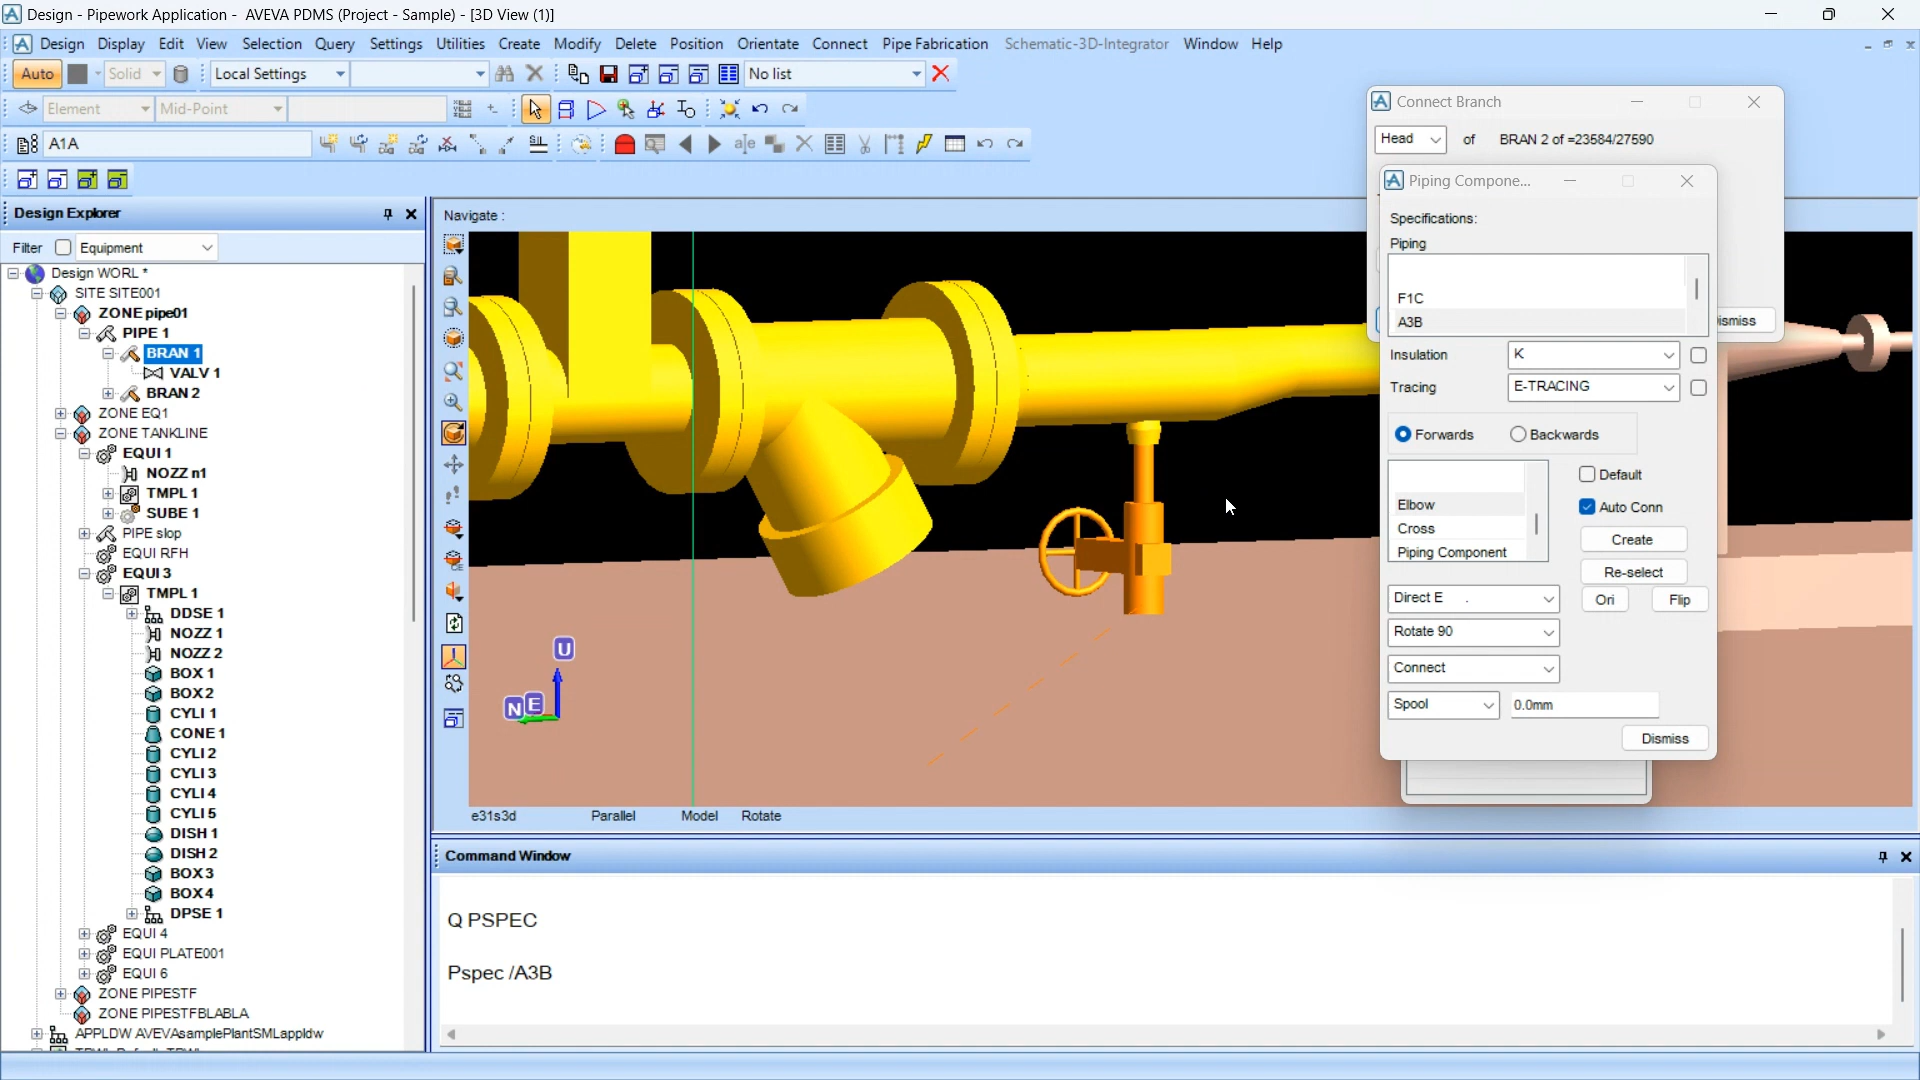 Design - Pipework Application - AVEVA PDMS (Project - Sample) - [3D View (1)]
Design Display Edit View Selection Query Settings Utilities Create Modify Delete Position Orientate Connect Pipe Fabrication Schematic-3D-Integrator Window Help
Auto Solid Local Settings No list
Element Mid-Point
A1A
Design Explorer
Filter Equipment
Design WORL *
SITE SITE001
ZONE pipe01
PIPE 1
BRAN 1
VALV 1
BRAN 2
ZONE EQ1
ZONE TANKLINE
EQUI 1
NOZZ n1
TMPL 1
SUBE 1
PIPE slop
EQUI RFH
EQUI 3
TMPL 1
DDSE 1
NOZZ 1
NOZZ 2
BOX 1
BOX 2
CYLI 1
CONE 1
CYLI 2
CYLI 3
CYLI 4
CYLI 5
DISH 1
DISH 2
BOX 3
BOX 4
DPSE 1
EQUI 4
EQUI PLATE001
EQUI 6
ZONE PIPESTF
ZONE PIPESTFBLABLA
APPLDW AVEVAsamplePlantSMLappldw
Navigate :
U
N E
e31s3d Parallel Model Rotate
Command Window
Q PSPEC
Pspec /A3B
Connect Branch
Head of BRAN 2 of =23584/27590
ismiss
Piping Compone...
Specifications:
Piping
F1C
A3B
Insulation K
Tracing E-TRACING
Forwards Backwards
Elbow
Cross
Piping Component
Default
Auto Conn
Create
Re-select
Direct E Ori Flip
Rotate 90
Connect
Spool 0.0mm
Dismiss